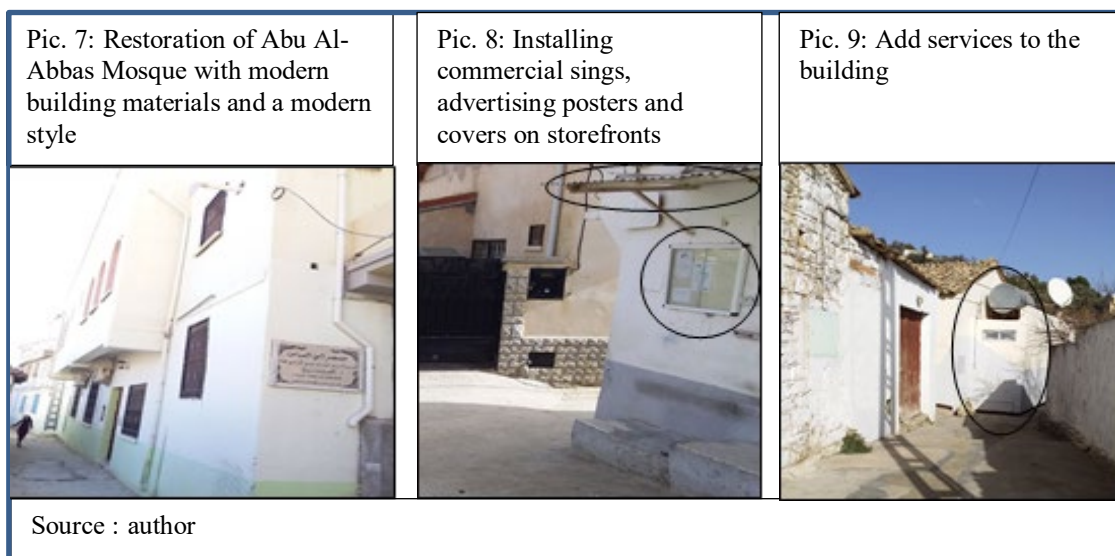 Pic. 7: Restoration of Abu Al-
Abbas Mosque with modern
building materials and a modern
style
Pic. 8: Installing
commercial sings,
advertising posters and
covers on storefronts
Pic. 9: Add services to the
building
Source : author